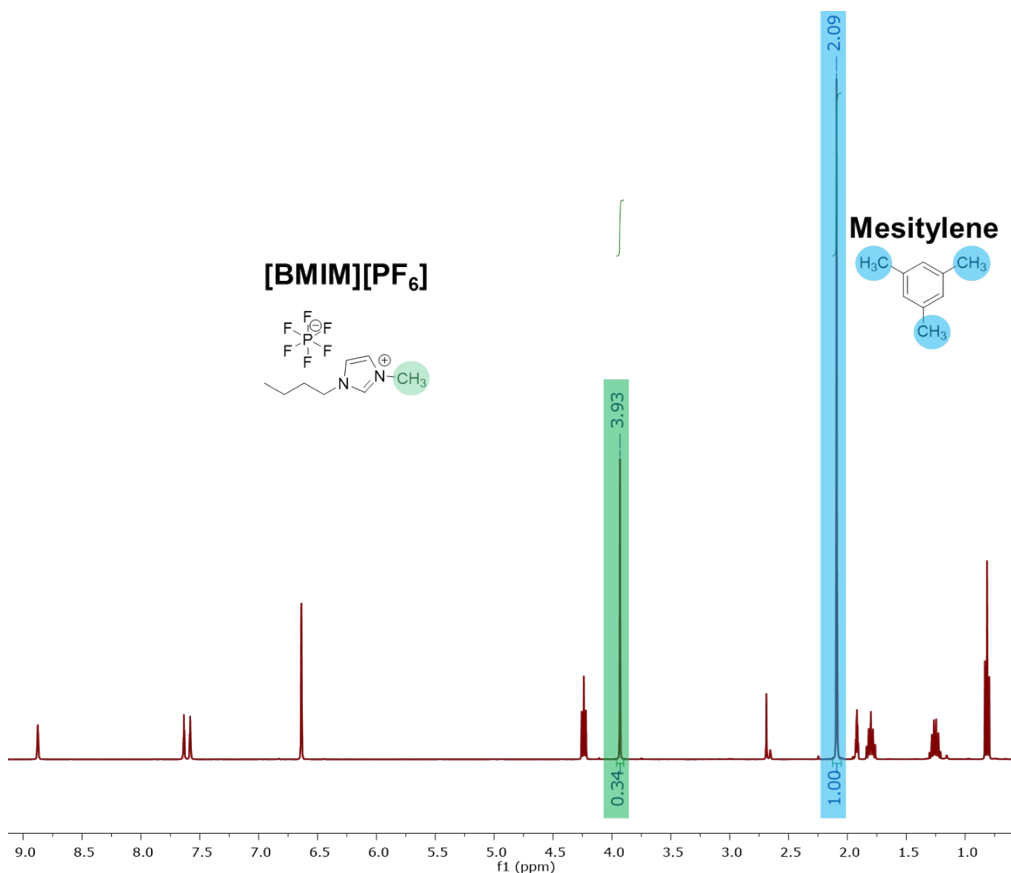 2.09
Mesitylene
H₃C
CH₃
CH₃
[BMIM][PF₆]
F
F
F
P
F
F
F
⊖
N
N
⊕
CH₃
3.93
0.34
1.00
9.0 8.5 8.0 7.5 7.0 6.5 6.0 5.5 5.0 4.5 4.0 3.5 3.0 2.5 2.0 1.5 1.0
f1 (ppm)